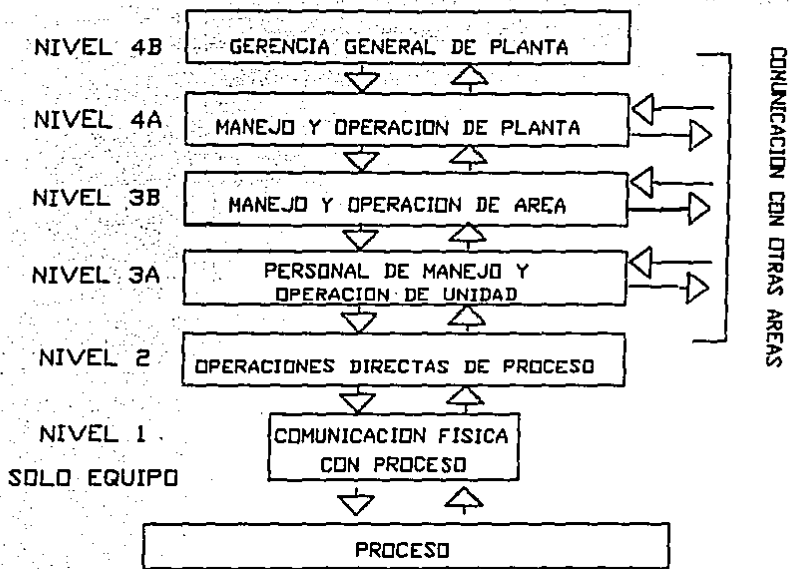 NIVEL 4B
GERENCIA GENERAL DE PLANTA
NIVEL 4A
MANEJO Y OPERACION DE PLANTA
NIVEL 3B
MANEJO Y OPERACION DE AREA
NIVEL 3A
PERSONAL DE MANEJO Y
OPERACION DE UNIDAD
NIVEL 2
OPERACIONES DIRECTAS DE PROCESO
NIVEL 1
SOLO EQUIPO
COMUNICACION FISICA
CON PROCESO
PROCESO
COMUNICACION CON OTRAS AREAS